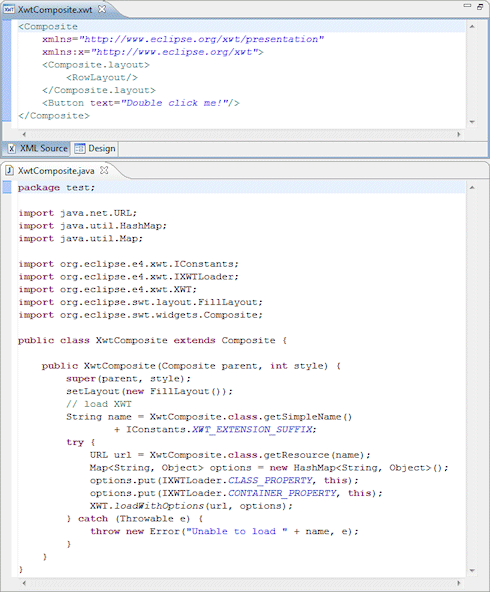 XwtComposite.xwt
<Composite
    xmlns="http://www.eclipse.org/xwt/presentation"
    xmlns:x="http://www.eclipse.org/xwt">
    <Composite.layout>
        <RowLayout/>
    </Composite.layout>
    <Button text="Double click me!"/>
</Composite>
XML Source Design
XwtComposite.java
package test;
import java.net.URL;
import java.util.HashMap;
import java.util.Map;
import org.eclipse.e4.xwt.IConstants;
import org.eclipse.e4.xwt.IXWTLoader;
import org.eclipse.e4.xwt.XWT;
import org.eclipse.swt.layout.FillLayout;
import org.eclipse.swt.widgets.Composite;
public class XwtComposite extends Composite {
    public XwtComposite(Composite parent, int style) {
        super(parent, style);
        setLayout(new FillLayout());
        // load XWT
        String name = XwtComposite.class.getSimpleName()
                + IConstants.XWT_EXTENSION_SUFFIX;
        try {
            URL url = XwtComposite.class.getResource(name);
            Map<String, Object> options = new HashMap<String, Object>();
            options.put(IXWTLoader.CLASS_PROPERTY, this);
            options.put(IXWTLoader.CONTAINER_PROPERTY, this);
            XWT.loadWithOptions(url, options);
        } catch (Throwable e) {
            throw new Error("Unable to load " + name, e);
        }
    }
}